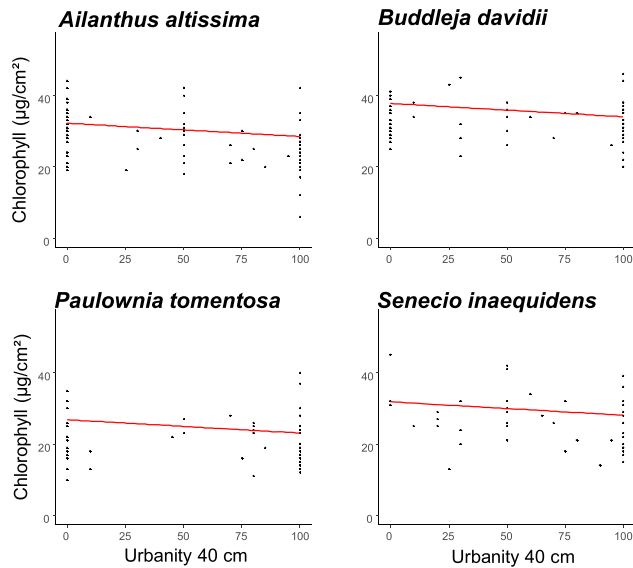 Ailanthus altissima
Buddleja davidii
Chlorophyll (µg/cm²)
40
20
0
0 25 50 75 100
40
20
0
0 25 50 75 100
Paulownia tomentosa
Senecio inaequidens
Chlorophyll (µg/cm²)
40
20
0
0 25 50 75 100
Urbanity 40 cm
40
20
0
0 25 50 75 100
Urbanity 40 cm